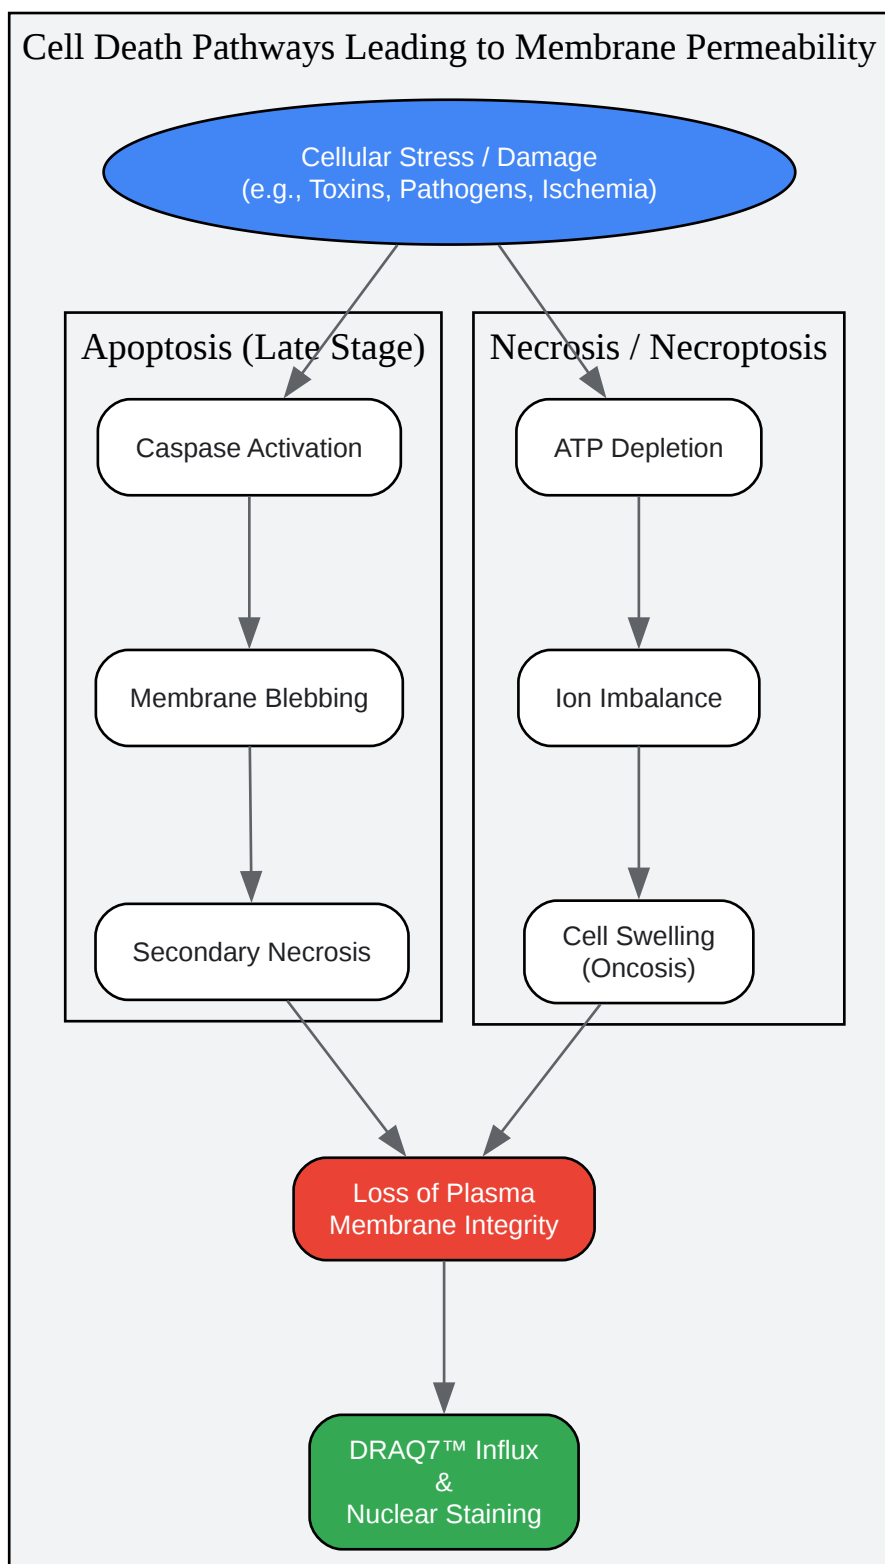 Cell Death Pathways Leading to Membrane Permeability
Cellular Stress / Damage
(e.g., Toxins, Pathogens, Ischemia)
Apoptosis (Late Stage)
Caspase Activation
Membrane Blebbing
Secondary Necrosis
Necrosis / Necroptosis
ATP Depletion
Ion Imbalance
Cell Swelling
(Oncosis)
Loss of Plasma
Membrane Integrity
DRAQ7™ Influx
&
Nuclear Staining